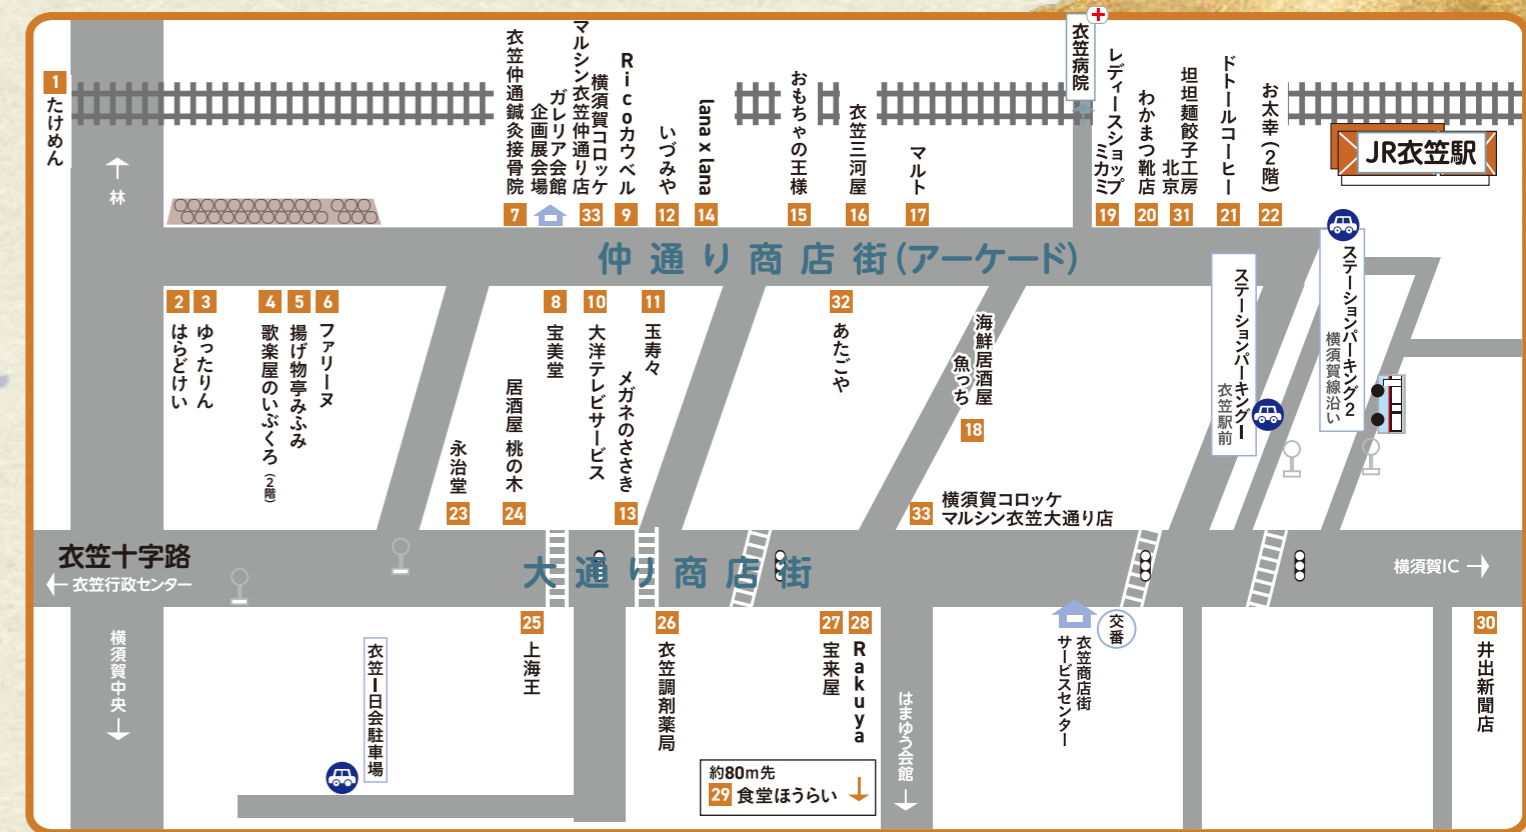 1
たけめん
林
7
衣笠仲通鍼灸接骨院
ガレリア会館
企画展会場
33
横須賀コロッケ
マルシン衣笠仲通り店
9
Ricoカウベル
12
いづみや
14
lana x lana
15
おもちゃの王様
16
衣笠三河屋
17
マルト
衣笠病院
19
レディースショップ
ミカミ
20
わかまつ靴店
31
坦坦麺餃子工房
北京
21
ドトールコーヒー
22
お太幸(2階)
JR衣笠駅
仲通り商店街(アーケード)
2
はらどけい
3
ゆったりん
4
歌楽屋のいぶくろ(2階)
5
揚げ物亭みふみ
6
ファリーヌ
8
宝美堂
10
大洋テレビサービス
11
玉寿々
32
あたごや
海鮮居酒屋
魚っち
18
ステーションパーキング1
衣笠駅前
ステーションパーキング2
横須賀線沿い
永治堂
23
居酒屋 桃の木
24
メガネのささき
13
33
横須賀コロッケ
マルシン衣笠大通り店
衣笠十字路
衣笠行政センター
大通り商店街
横須賀IC
横須賀中央
衣笠一日会駐車場
25
上海王
26
衣笠調剤薬局
27
宝来屋
28
Rakuya
はまゆう会館
約80m先
29 食堂ほうらい
衣笠商店街
サービスセンター
交番
30
井出新聞店